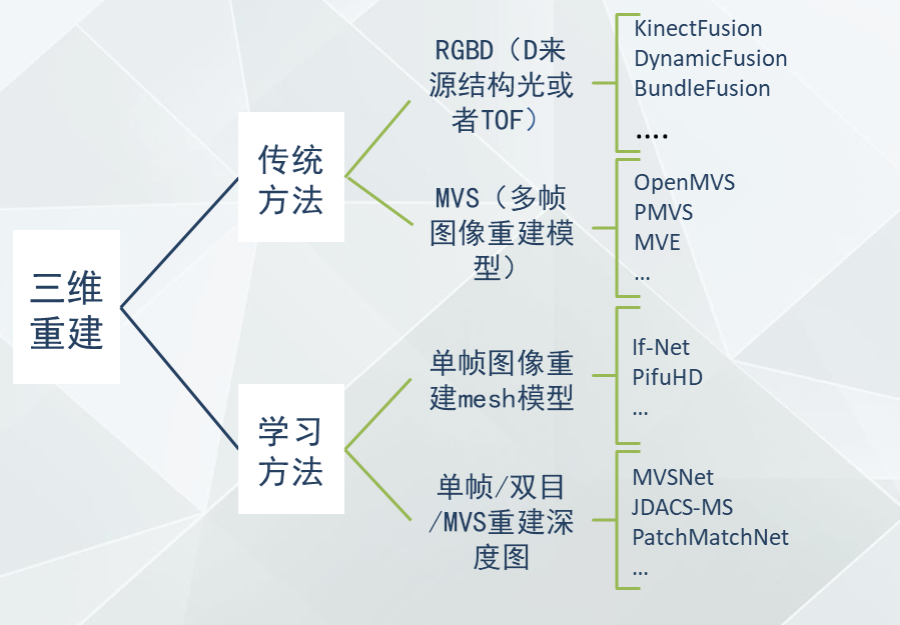 三维
重建
传统
方法
RGBD（D来
源结构光或
者TOF）
KinectFusion
DynamicFusion
BundleFusion
....
MVS（多帧
图像重建模
型）
OpenMVS
PMVS
MVE
...
学习
方法
单帧图像重
建mesh模型
If-Net
PifuHD
...
单帧/双目
/MVS重建深
度图
MVSNet
JDACS-MS
PatchMatchNet
...